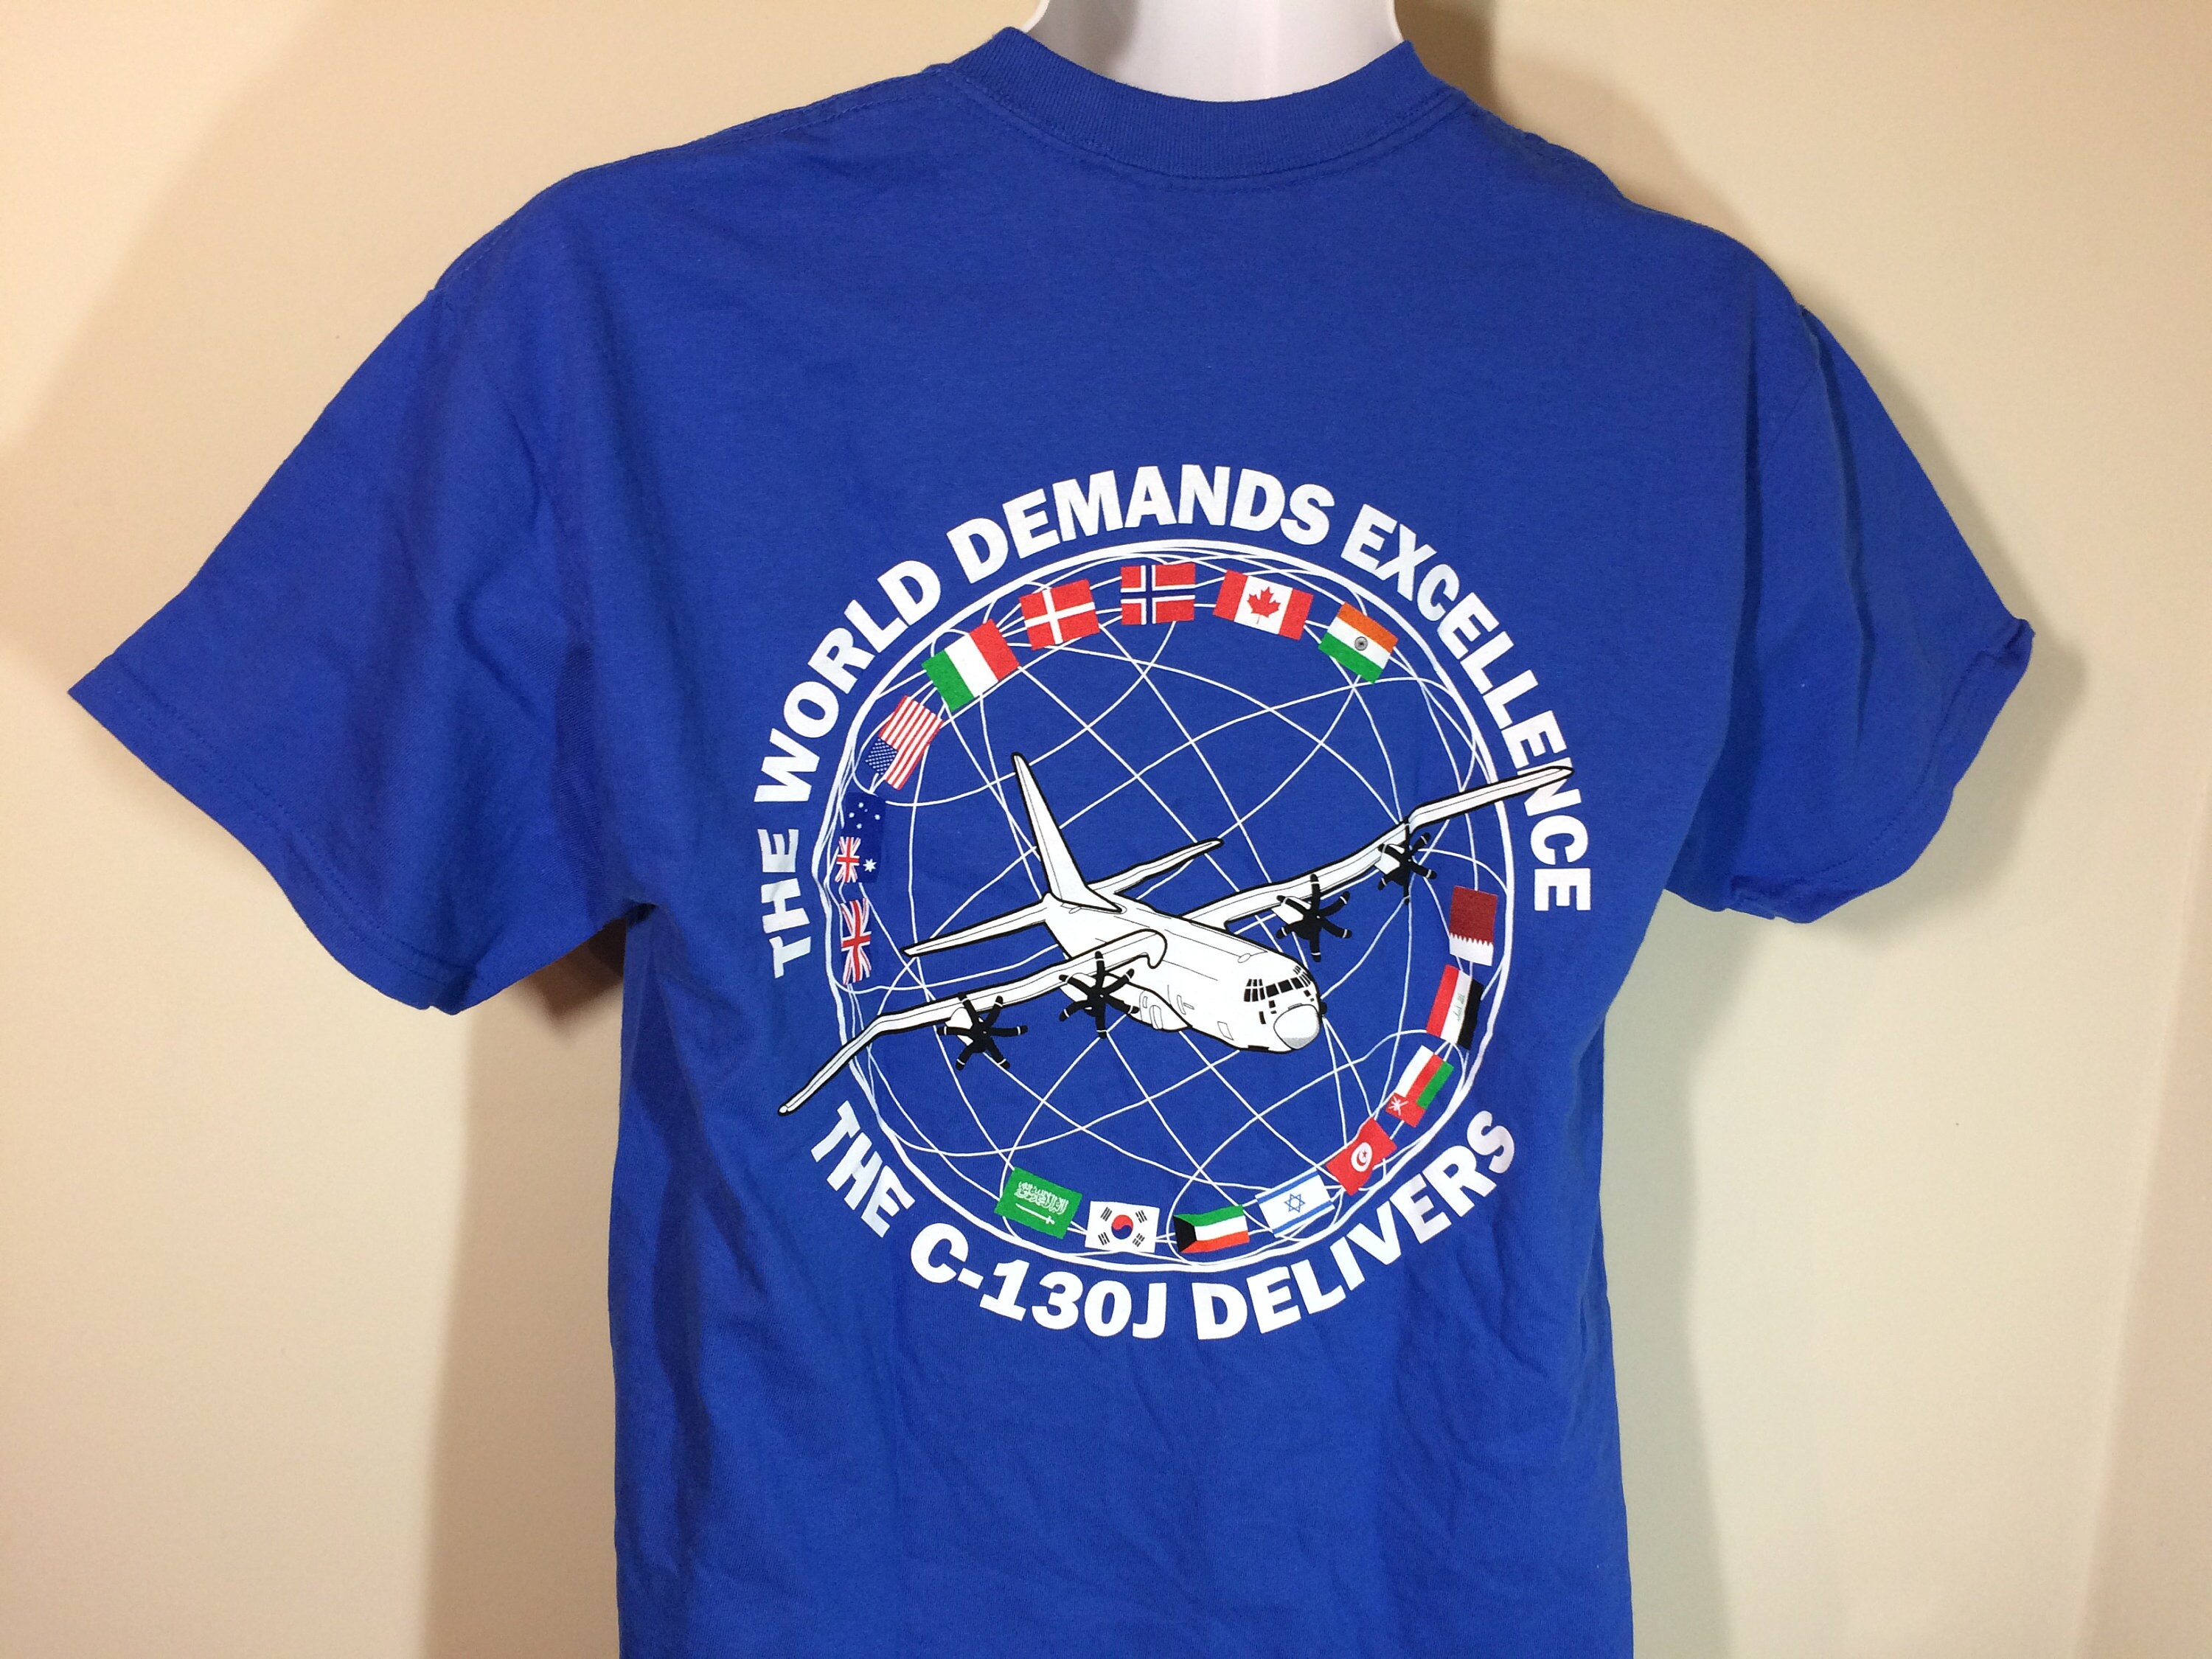 THE WORLD DEMANDS EXCELLENCE
THE C-130J DELIVERS